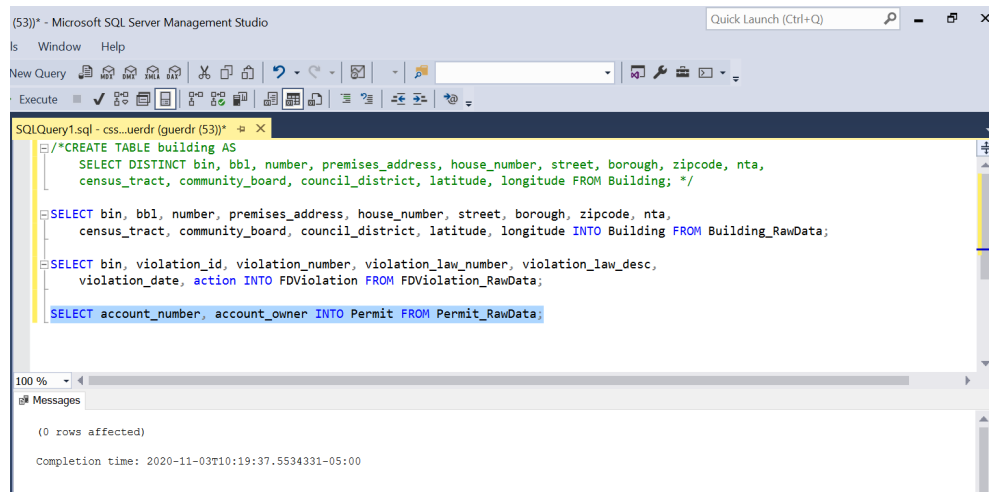 (53))* - Microsoft SQL Server Management Studio
Quick Launch (Ctrl+Q)
ls Window Help
New Query MDX DMX XMLA DAX
Execute
SQLQuery1.sql - css...uerdr (guerdr (53))*
/*CREATE TABLE building AS
SELECT DISTINCT bin, bbl, number, premises_address, house_number, street, borough, zipcode, nta,
census_tract, community_board, council_district, latitude, longitude FROM Building; */
SELECT bin, bbl, number, premises_address, house_number, street, borough, zipcode, nta,
census_tract, community_board, council_district, latitude, longitude INTO Building FROM Building_RawData;
SELECT bin, violation_id, violation_number, violation_law_number, violation_law_desc,
violation_date, action INTO FDViolation FROM FDViolation_RawData;
SELECT account_number, account_owner INTO Permit FROM Permit_RawData;
100 %
Messages
(0 rows affected)
Completion time: 2020-11-03T10:19:37.5534331-05:00